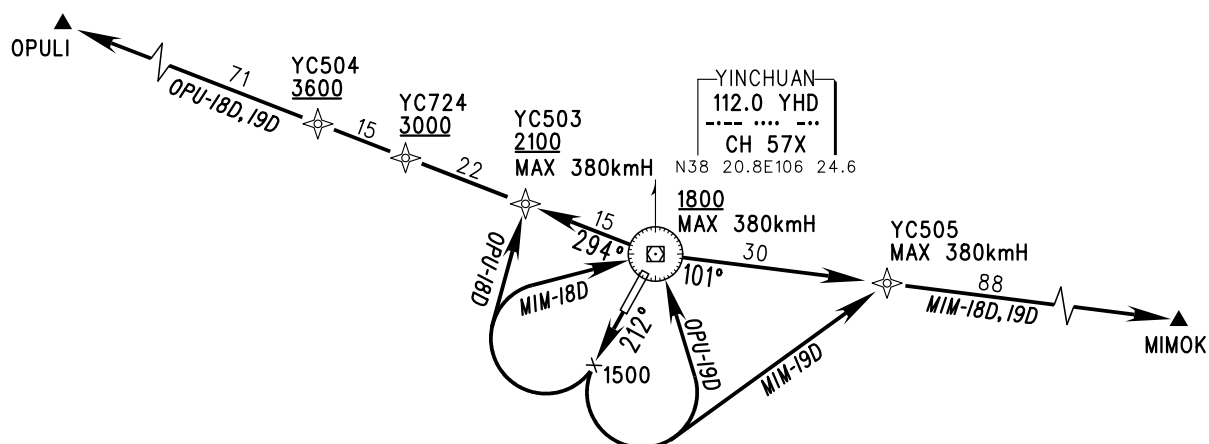 OPULI
71
OPU-18D, 19D
YC504
3600
15
YC724
3000
22
YC503
2100
MAX 380kmH
YINCHUAN
112.0 YHD
-·-- ···· -··
CH 57X
N38 20.8E106 24.6
1800
MAX 380kmH
15
294°
OPU-18D
MIM-18D
212°
1500
101°
30
OPU-19D
MIM-19D
YC505
MAX 380kmH
88
MIM-18D, 19D
MIMOK